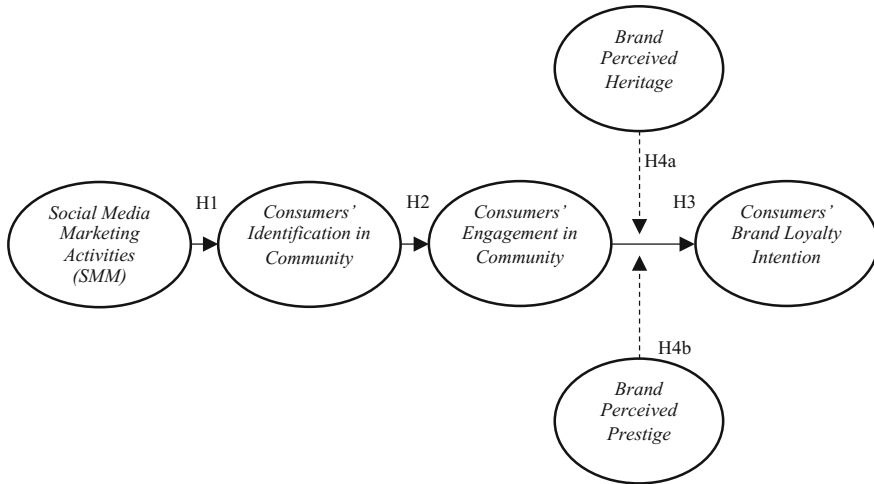 Brand
Perceived
Heritage
H4a
H1
H2
H3
Social Media
Marketing
Activities
(SMM)
Consumers’
Identification in
Community
Consumers’
Engagement in
Community
Consumers’
Brand Loyalty
Intention
H4b
Brand
Perceived
Prestige